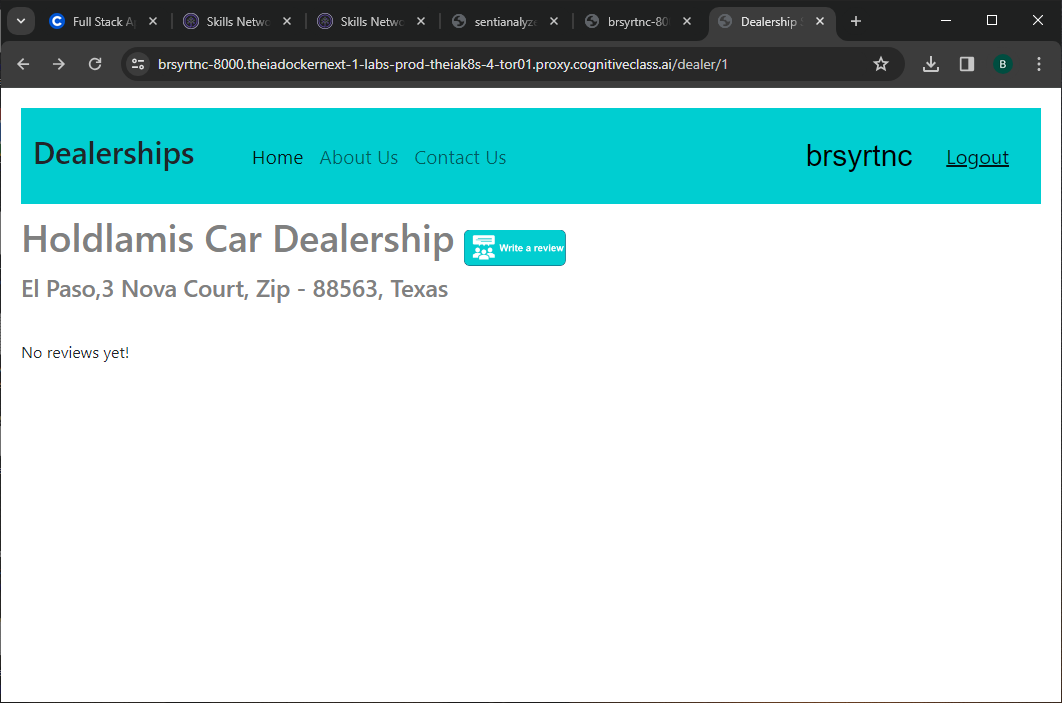 Full Stack A
Skills Netwo
Skills Netwo
sentianalyze
brsyrtnc-80
Dealership
brsyrtnc-8000.theiadockernext-1-labs-prod-theiak8s-4-tor01.proxy.cognitiveclass.ai/dealer/1
B
Dealerships Home About Us Contact Us brsyrtnc Logout
Holdlamis Car Dealership Write a review
El Paso,3 Nova Court, Zip - 88563, Texas
No reviews yet!